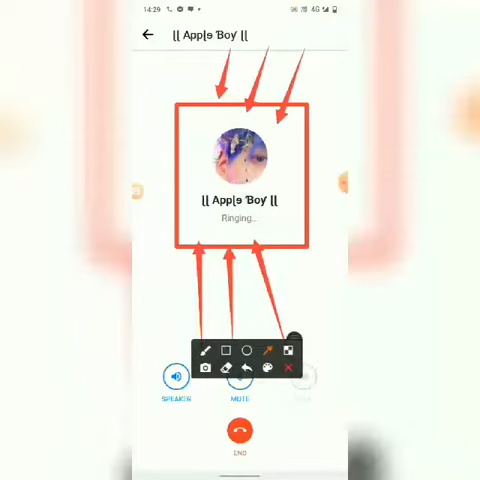 14:29
4G
[[ Apple Boy [[
[[ Apple Boy [[
Ringing...
SPEAKER
MUTE
END